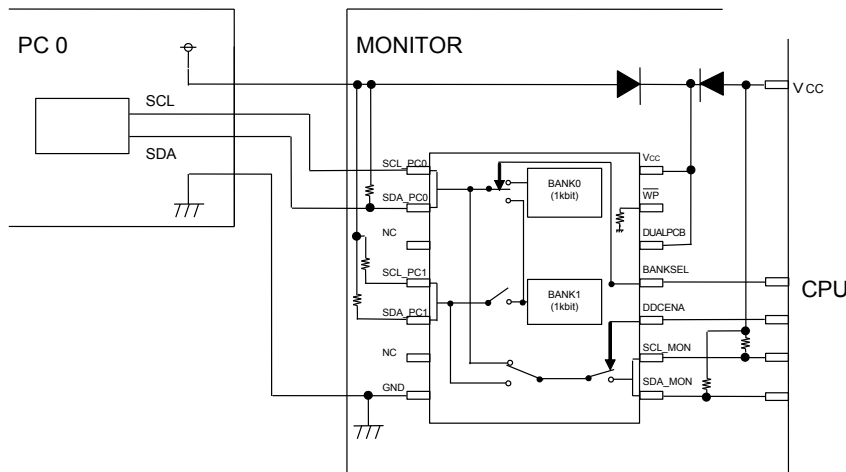 PC 0
MONITOR
SCL
SDA
VCC
SCL_PC0
SDA_PC0
NC
SCL_PC1
SDA_PC1
NC
GND
BANK0
(1kbit)
BANK1
(1kbit)
VCC
WP
DUALPCB
BANKSEL
DDCENA
SCL_MON
SDA_MON
CPU